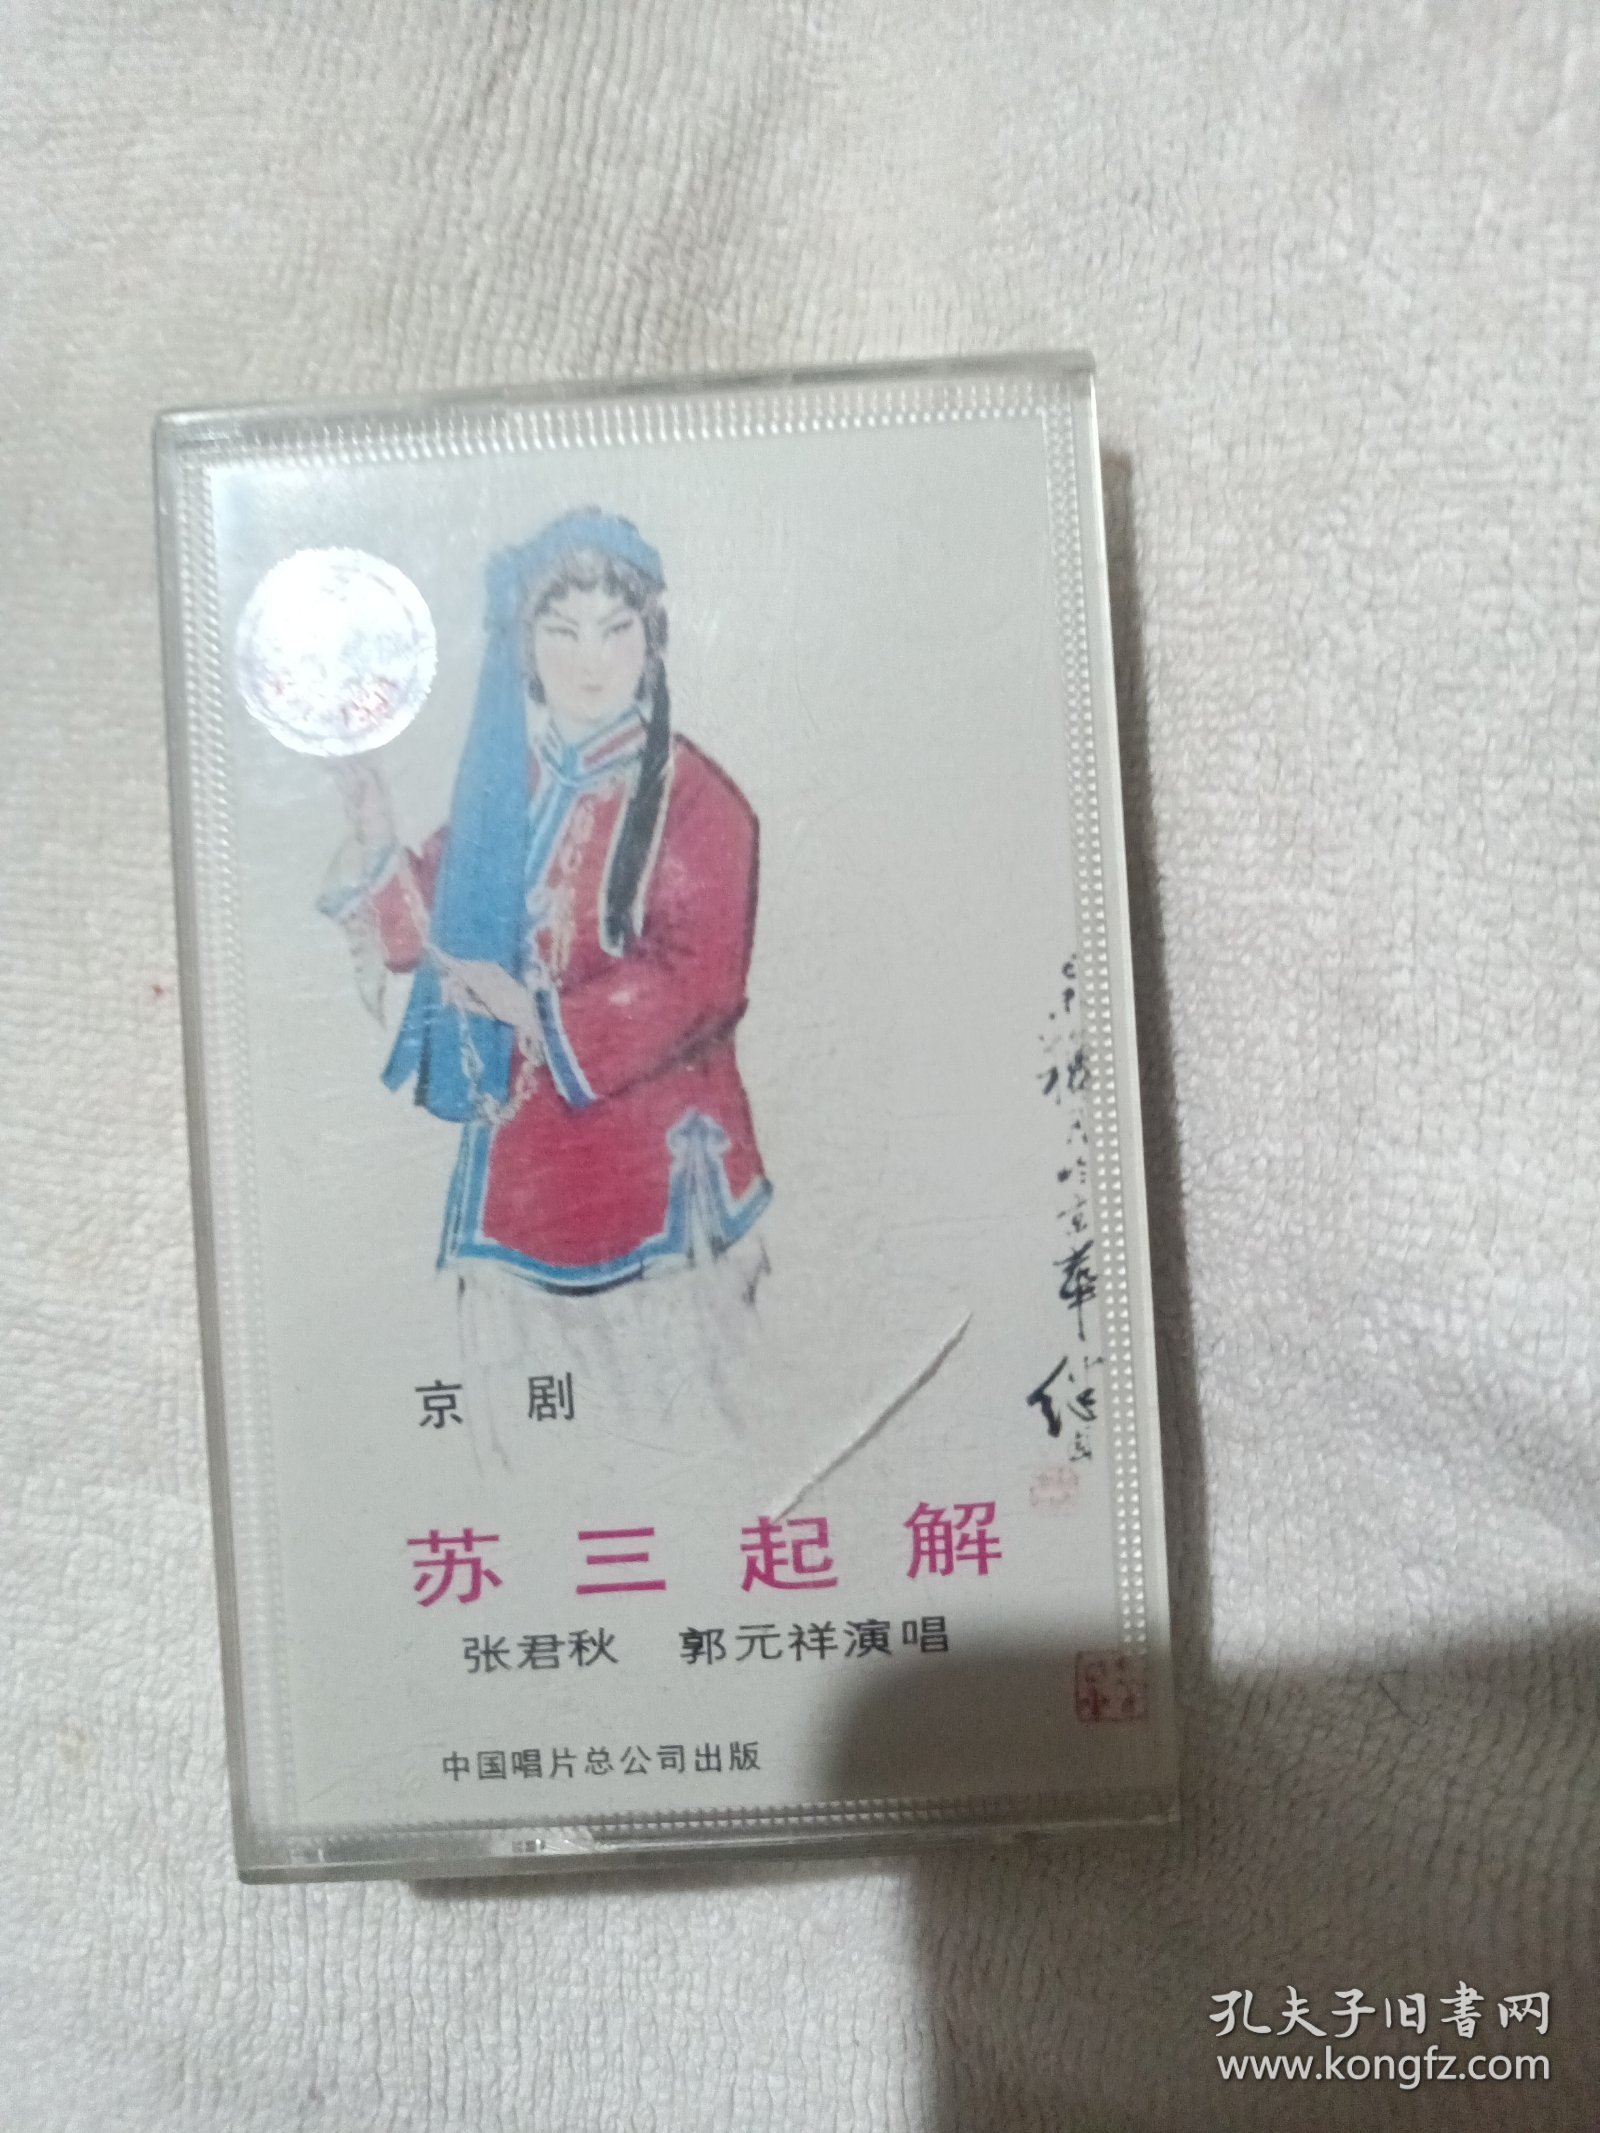 京剧
苏三起解
张君秋 郭元祥演唱
中国唱片总公司出版
孔夫子旧书网
www.kongfz.com